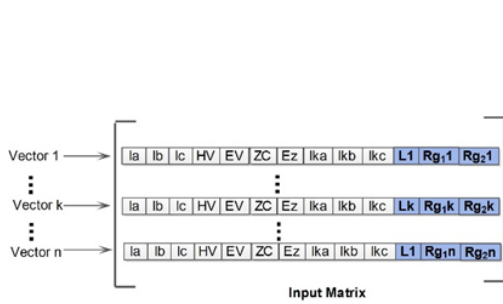 Vector 1 Ia Ib Ic HV EV ZC Ez Ika Ikb Ikc L1 Rg₁1 Rg₂1
Vector k Ia Ib Ic HV EV ZC Ez Ika Ikb Ikc Lk Rg₁k Rg₂k
Vector n Ia Ib Ic HV EV ZC Ez Ika Ikb Ikc L1 Rg₁n Rg₂n
Input Matrix